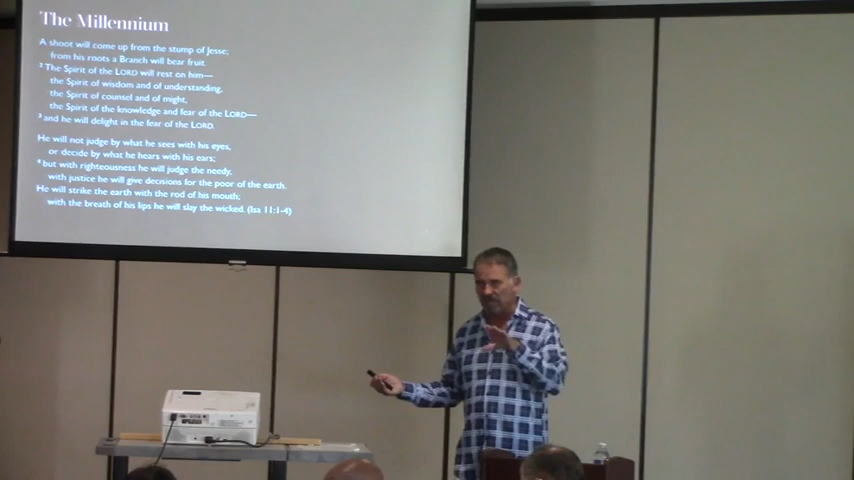 The Millennium
A shoot will come up from the stump of Jesse;
from his roots a Branch will bear fruit.
2 The Spirit of the LORD will rest on him—
the Spirit of wisdom and of understanding,
the Spirit of counsel and of might,
the Spirit of the knowledge and fear of the LORD—
3 and he will delight in the fear of the LORD.
He will not judge by what he sees with his eyes,
or decide by what he hears with his ears;
4 but with righteousness he will judge the needy,
with justice he will give decisions for the poor of the earth.
He will strike the earth with the rod of his mouth;
with the breath of his lips he will slay the wicked. (Isa 11:1-4)